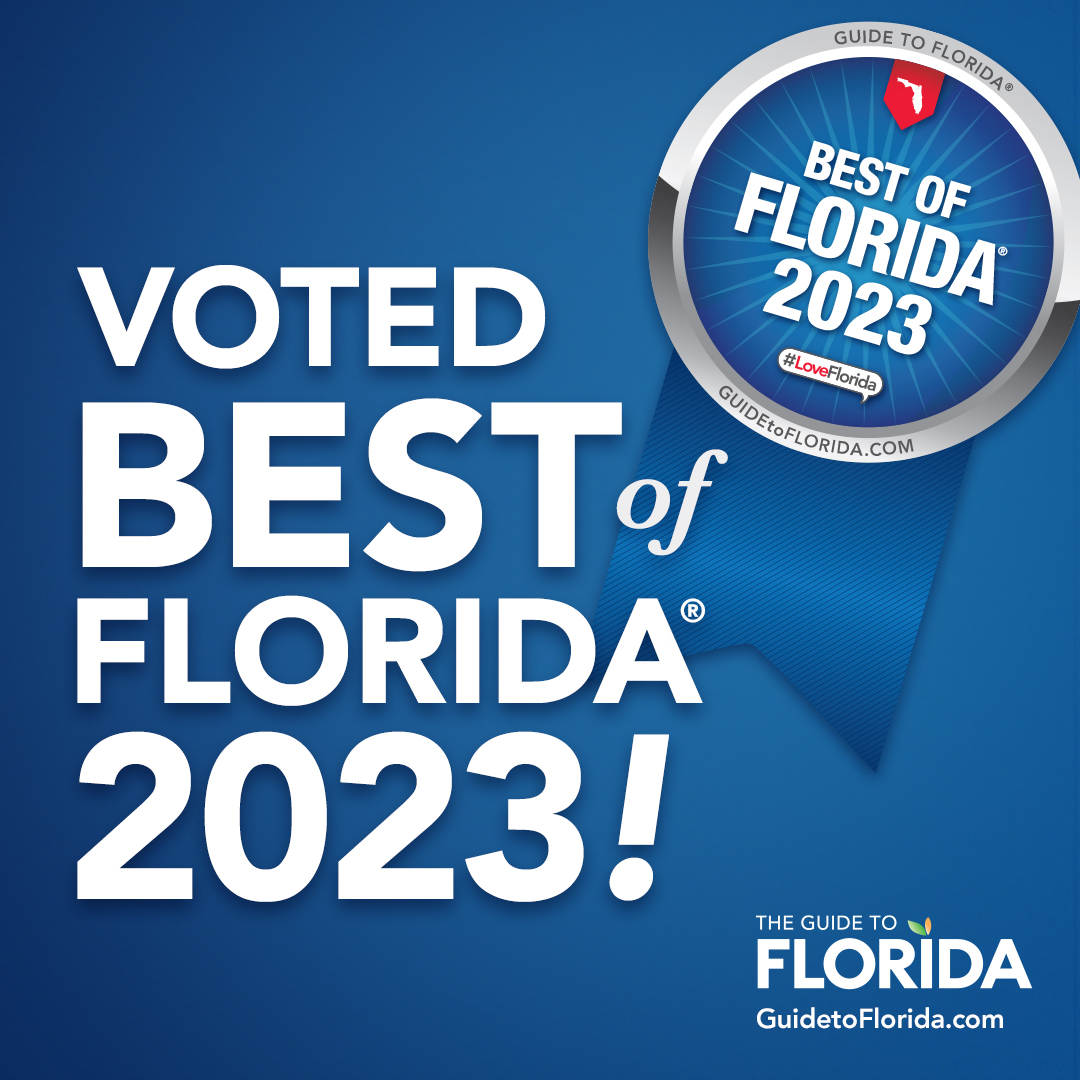 GUIDE TO FLORIDA®
BEST OF
FLORIDA®
2023
#LoveFlorida
GUIDEtoFLORIDA.COM
VOTED
BEST of
FLORIDA®
2023!
THE GUIDE TO
FLORIDA
GuidetoFlorida.com